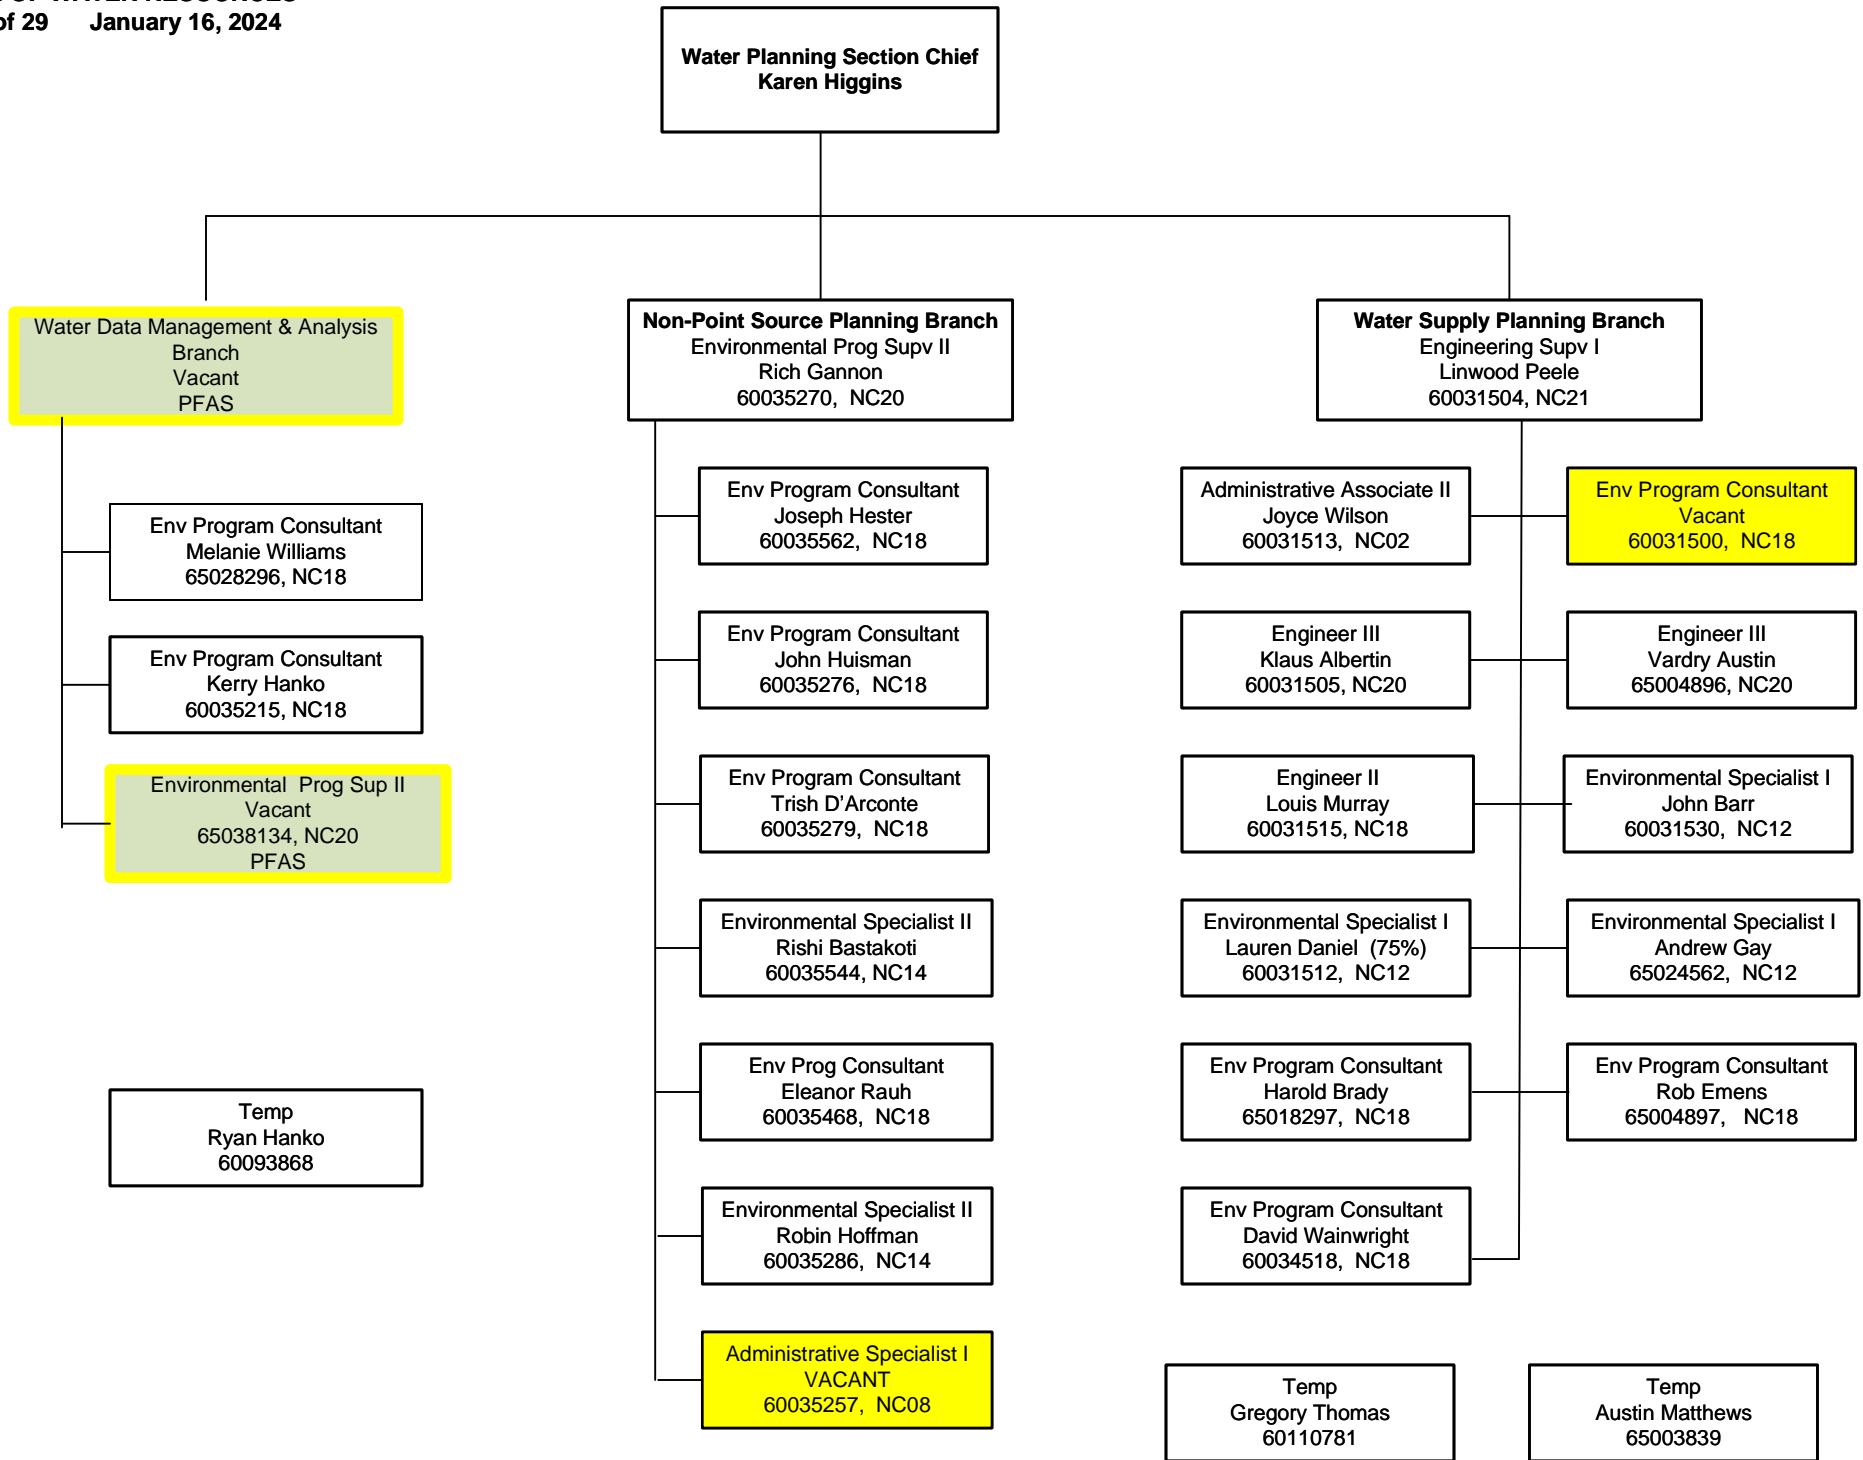 of 29 January 16, 2024
Water Planning Section Chief
Karen Higgins
Water Data Management & Analysis
Branch
Vacant
PFAS
Env Program Consultant
Melanie Williams
65028296, NC18
Env Program Consultant
Kerry Hanko
60035215, NC18
Environmental Prog Sup II
Vacant
65038134, NC20
PFAS
Temp
Ryan Hanko
60093868
Non-Point Source Planning Branch
Environmental Prog Supv II
Rich Gannon
60035270, NC20
Env Program Consultant
Joseph Hester
60035562, NC18
Env Program Consultant
John Huisman
60035276, NC18
Env Program Consultant
Trish D'Arconte
60035279, NC18
Environmental Specialist II
Rishi Bastakoti
60035544, NC14
Env Prog Consultant
Eleanor Rauh
60035468, NC18
Environmental Specialist II
Robin Hoffman
60035286, NC14
Administrative Specialist I
VACANT
60035257, NC08
Water Supply Planning Branch
Engineering Supv I
Linwood Peele
60031504, NC21
Administrative Associate II
Joyce Wilson
60031513, NC02
Env Program Consultant
Vacant
60031500, NC18
Engineer III
Klaus Albertin
60031505, NC20
Engineer III
Vardry Austin
65004896, NC20
Engineer II
Louis Murray
60031515, NC18
Environmental Specialist I
John Barr
60031530, NC12
Environmental Specialist I
Lauren Daniel (75%)
60031512, NC12
Environmental Specialist I
Andrew Gay
65024562, NC12
Env Program Consultant
Harold Brady
65018297, NC18
Env Program Consultant
Rob Emens
65004897, NC18
Env Program Consultant
David Wainwright
60034518, NC18
Temp
Gregory Thomas
60110781
Temp
Austin Matthews
65003839